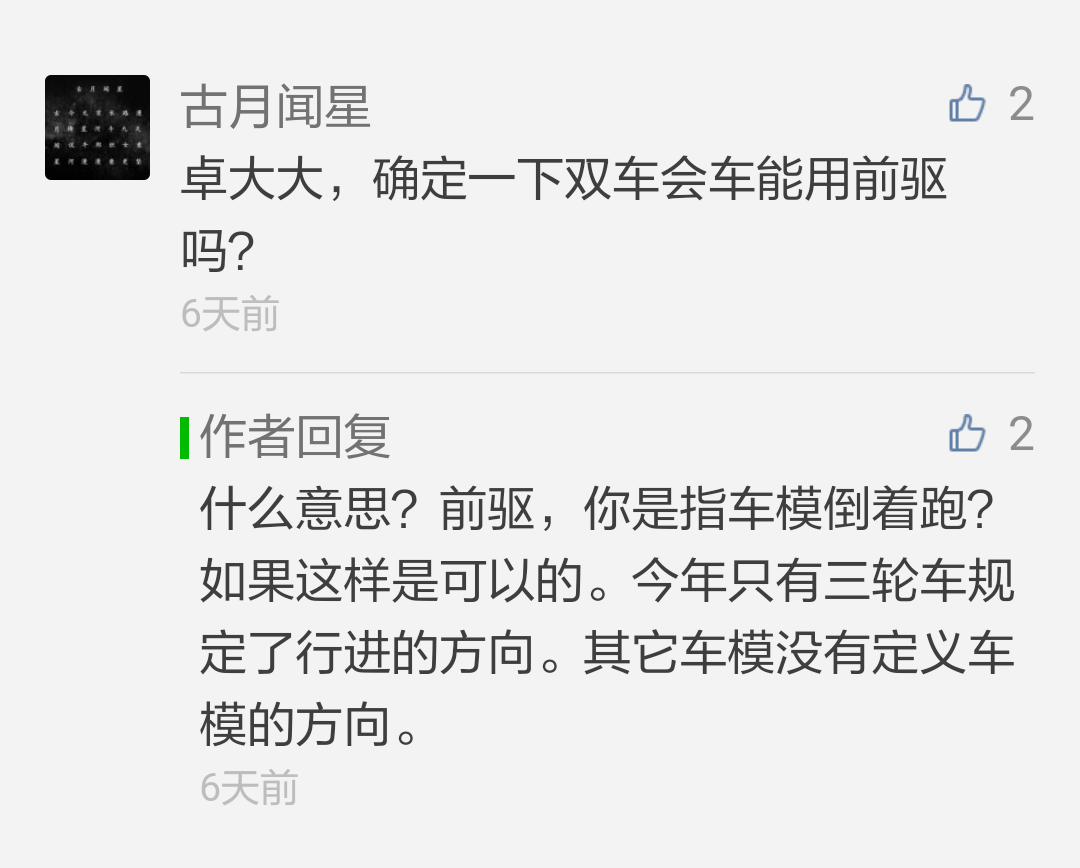 古月闻星
2
卓大大，确定一下双车会车能用前驱
吗？
6天前
作者回复
2
什么意思？前驱，你是指车模倒着跑？
如果这样是可以的。今年只有三轮车规
定了行进的方向。其它车模没有定义车
模的方向。
6天前